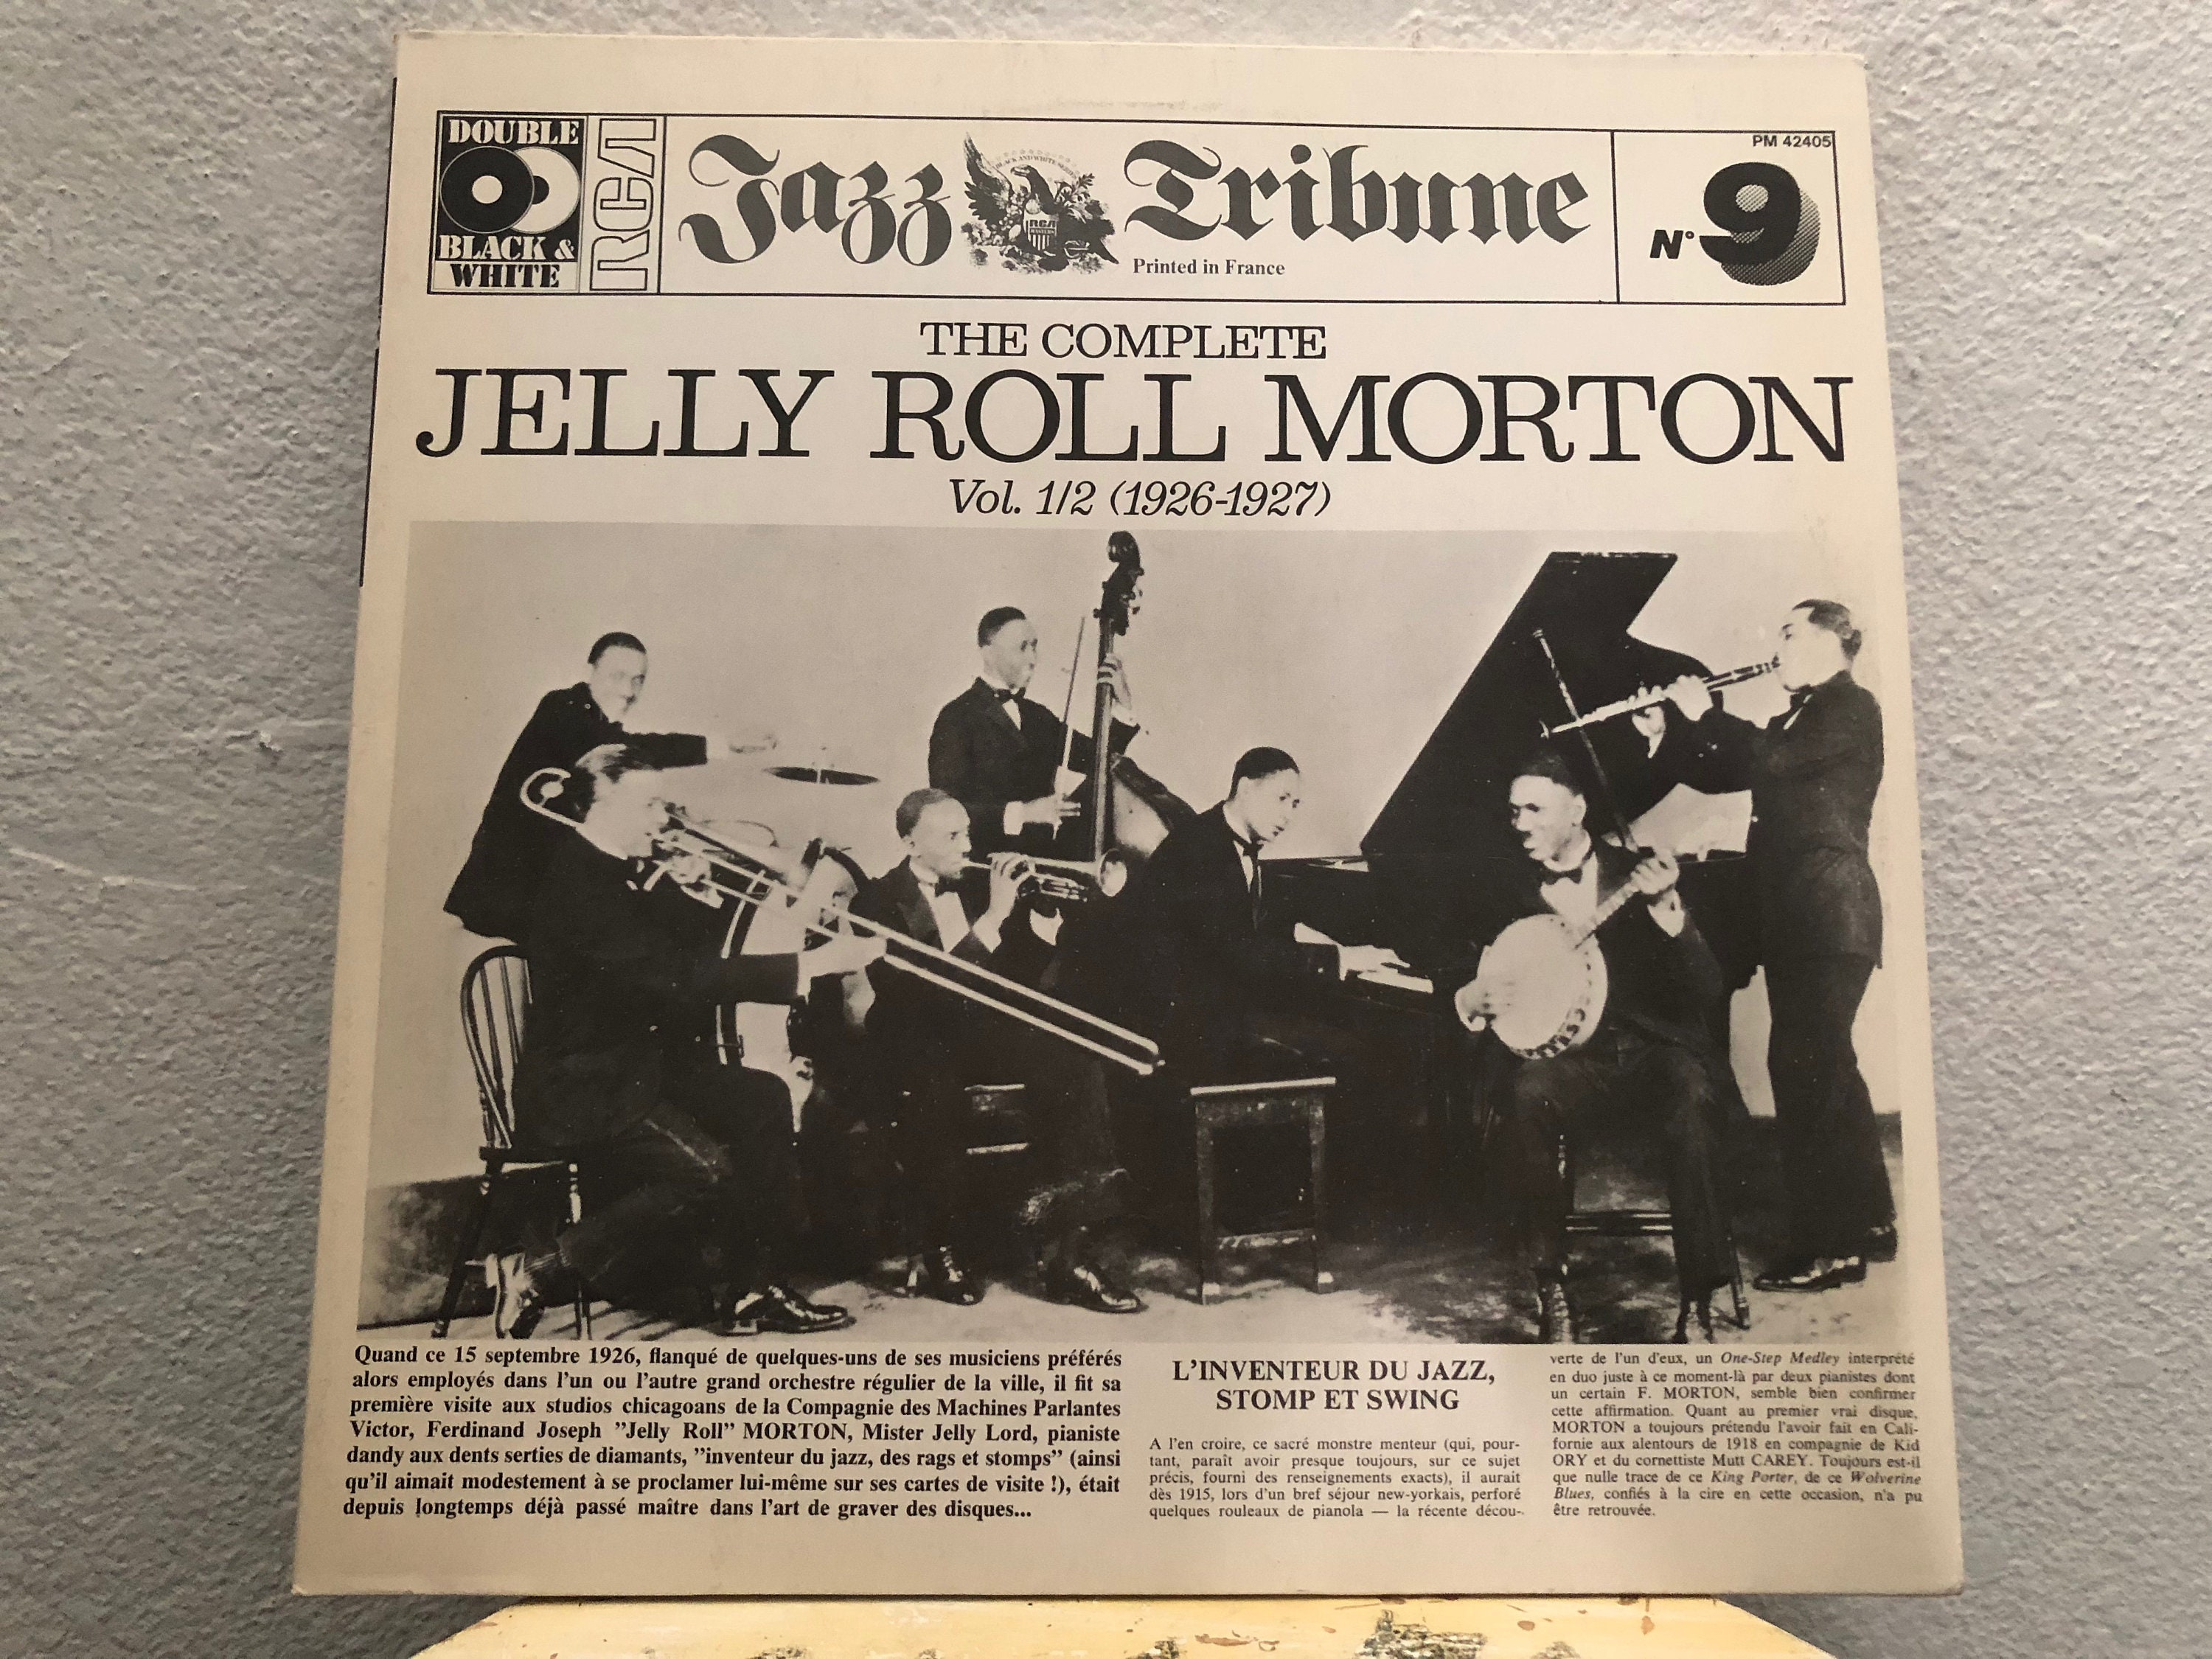 DOUBLE
BLACK &
WHITE
RCA
Jazz Tribune
BLACK AND WHITE
RCA
Printed in France
PM 42405
N° 9
THE COMPLETE
JELLY ROLL MORTON
Vol. 1/2 (1926-1927)
Quand ce 15 septembre 1926, flanqué de quelques-uns de ses musiciens préférés
alors employés dans l'un ou l'autre grand orchestre régulier de la ville, il fit sa
première visite aux studios chicagoans de la Compagnie des Machines Parlantes
Victor, Ferdinand Joseph "Jelly Roll" MORTON, Mister Jelly Lord, pianiste
dandy aux dents serties de diamants, "inventeur du jazz, des rags et stomps" (ainsi
qu'il aimait modestement à se proclamer lui-même sur ses cartes de visite !), était
depuis longtemps déjà passé maître dans l'art de graver des disques...
L'INVENTEUR DU JAZZ,
STOMP ET SWING
A l'en croire, ce sacré monstre menteur (qui, pour-
tant, paraît avoir presque toujours, sur ce sujet
précis, fourni des renseignements exacts), il aurait
dès 1915, lors d'un bref séjour new-yorkais, perforé
quelques rouleaux de pianola — la récente décou-
verte de l'un d'eux, un One-Step Medley interprété
en duo juste à ce moment-là par deux pianistes dont
un certain F. MORTON, semble bien confirmer
cette affirmation. Quant au premier vrai disque,
MORTON a toujours prétendu l'avoir fait en Cali-
fornie aux alentours de 1918 en compagnie de Kid
ORY et du cornettiste Mutt CAREY. Toujours est-il
que nulle trace de ce King Porter, de ce Wolverine
Blues, confiés à la cire en cette occasion, n'a pu
être retrouvée.